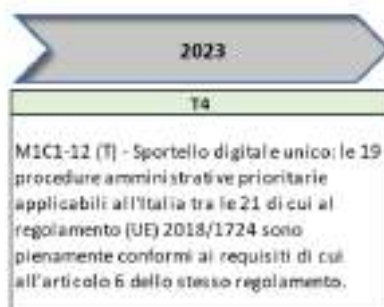 2023
T4
M1C1-12 (T) - Sportello digitale unico: le 19
procedure amministrative prioritarie
applicabili all'Italia tra le 21 di cui al
regolamento (UE) 2018/1724 sono
pienamente conformi ai requisiti di cui
all'articolo 6 dello stesso regolamento.